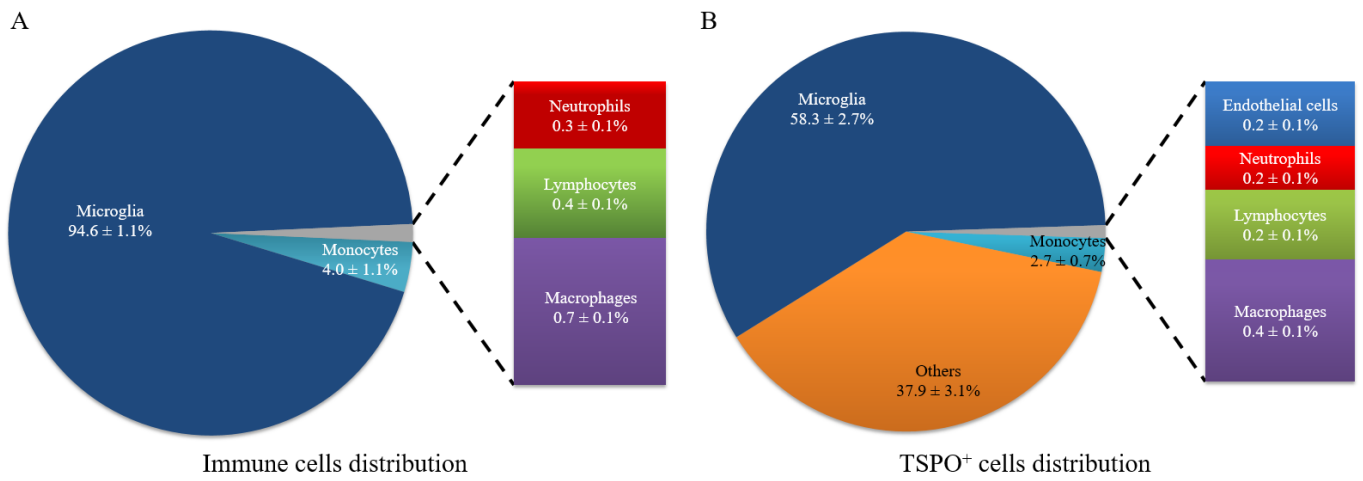 A
Microglia
94.6 ± 1.1%
Monocytes
4.0 ± 1.1%
Neutrophils
0.3 ± 0.1%
Lymphocytes
0.4 ± 0.1%
Macrophages
0.7 ± 0.1%
Immune cells distribution
B
Microglia
58.3 ± 2.7%
Monocytes
2.7 ± 0.7%
Others
37.9 ± 3.1%
Endothelial cells
0.2 ± 0.1%
Neutrophils
0.2 ± 0.1%
Lymphocytes
0.2 ± 0.1%
Macrophages
0.4 ± 0.1%
TSPO⁺ cells distribution